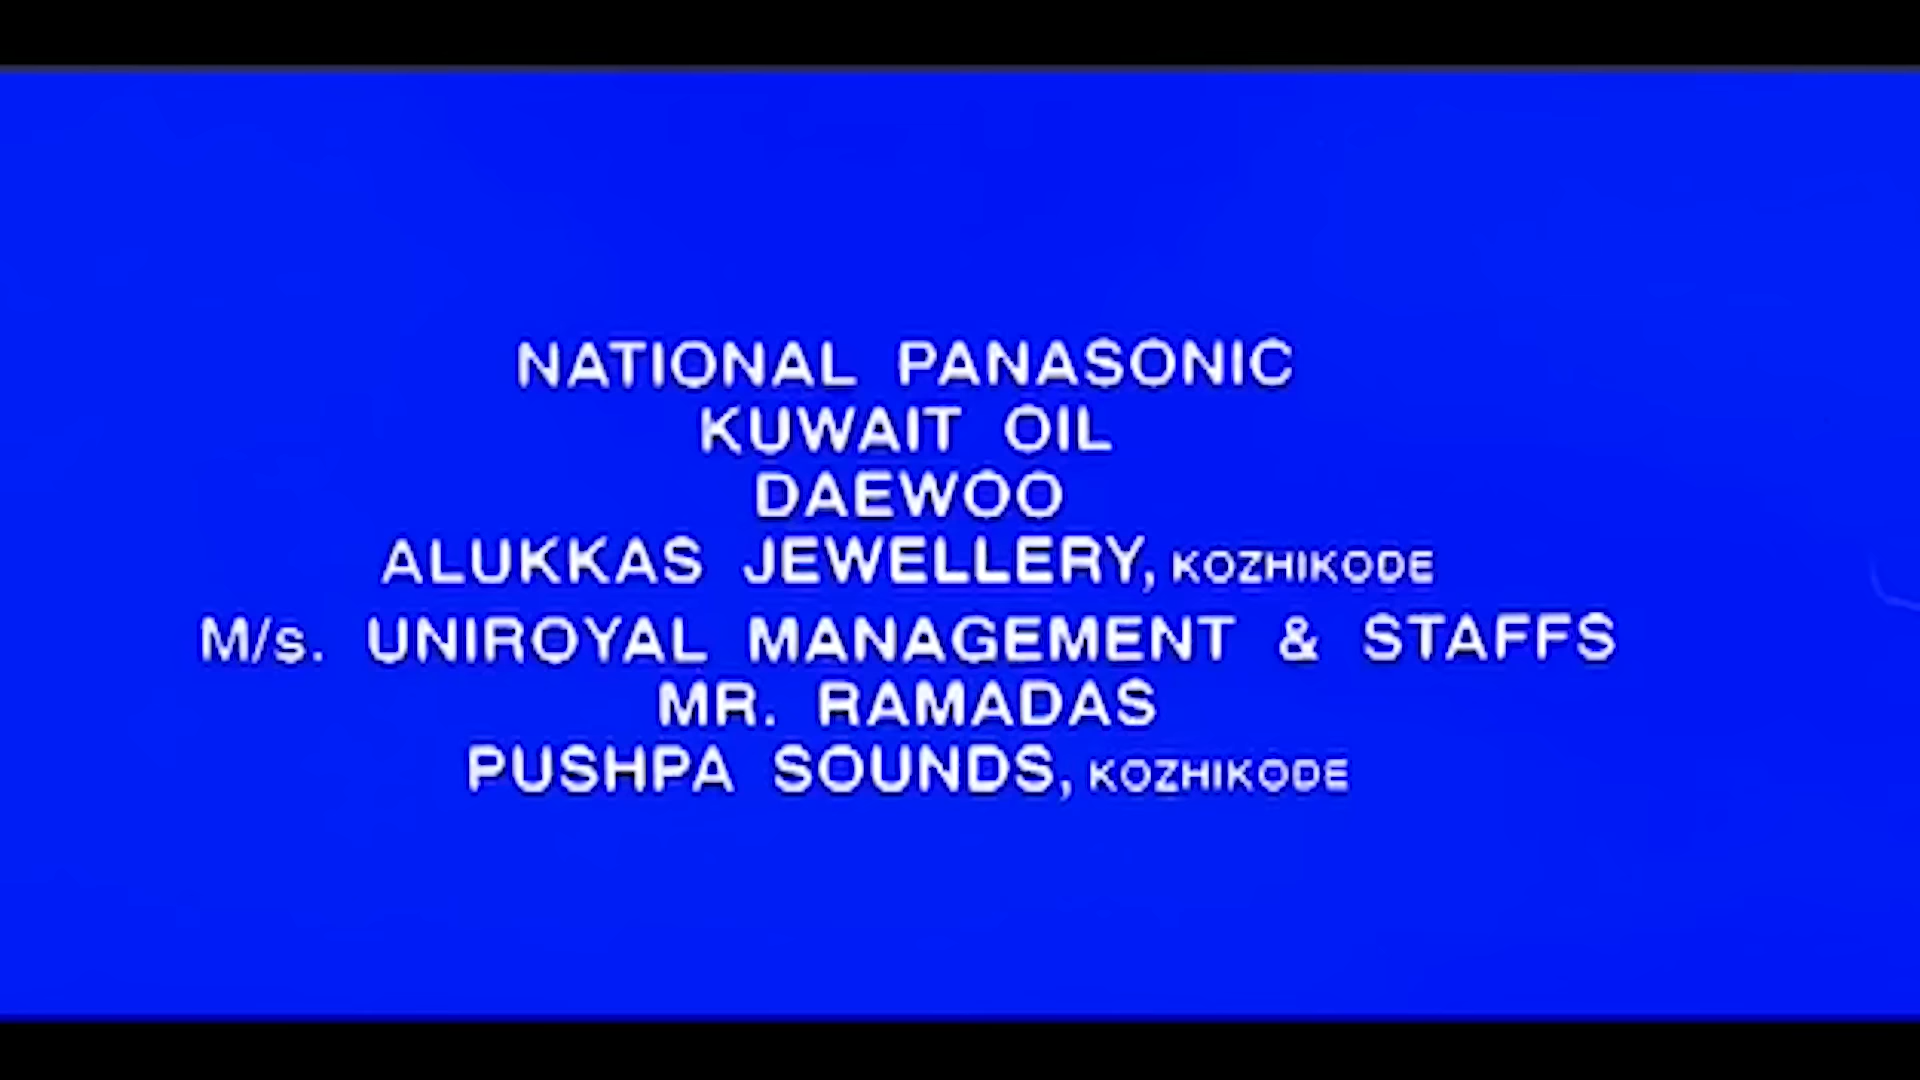 NATIONAL PANASONIC
KUWAIT OIL
DAEWOO
ALUKKAS JEWELLERY, KOZHIKODE
M/s. UNIROYAL MANAGEMENT & STAFFS
MR. RAMADAS
PUSHPA SOUNDS, KOZHIKODE